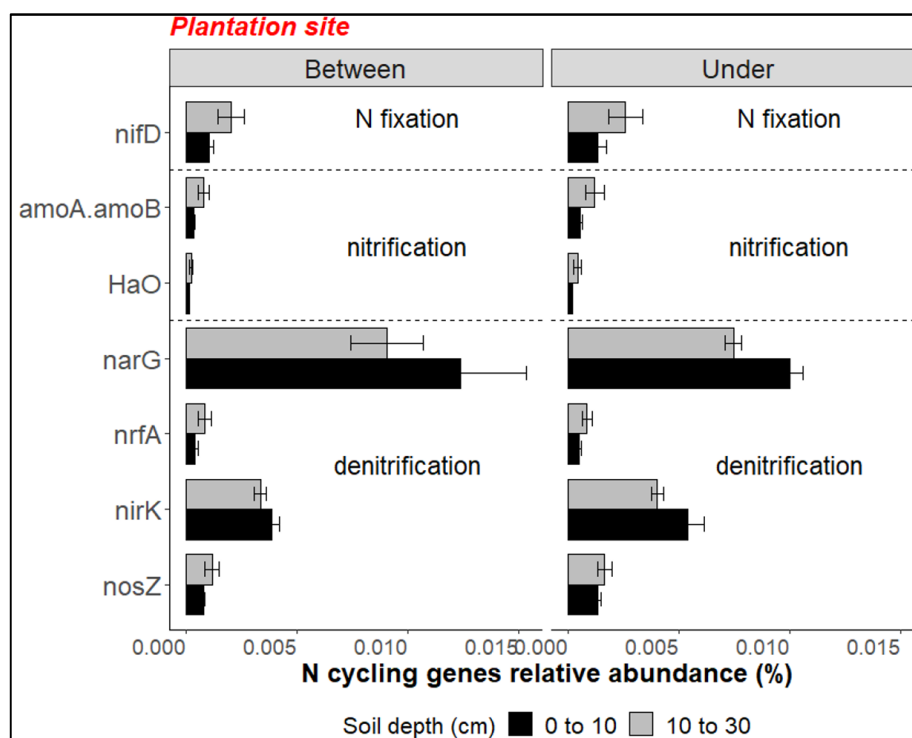 Plantation site
Between Under
nifD N fixation N fixation
amoA.amoB
nitrification nitrification
HaO
narG
nrfA
denitrification denitrification
nirK
nosZ
0.000 0.005 0.010 0.015 0.000 0.005 0.010 0.015
N cycling genes relative abundance (%)
Soil depth (cm) 0 to 10 10 to 30